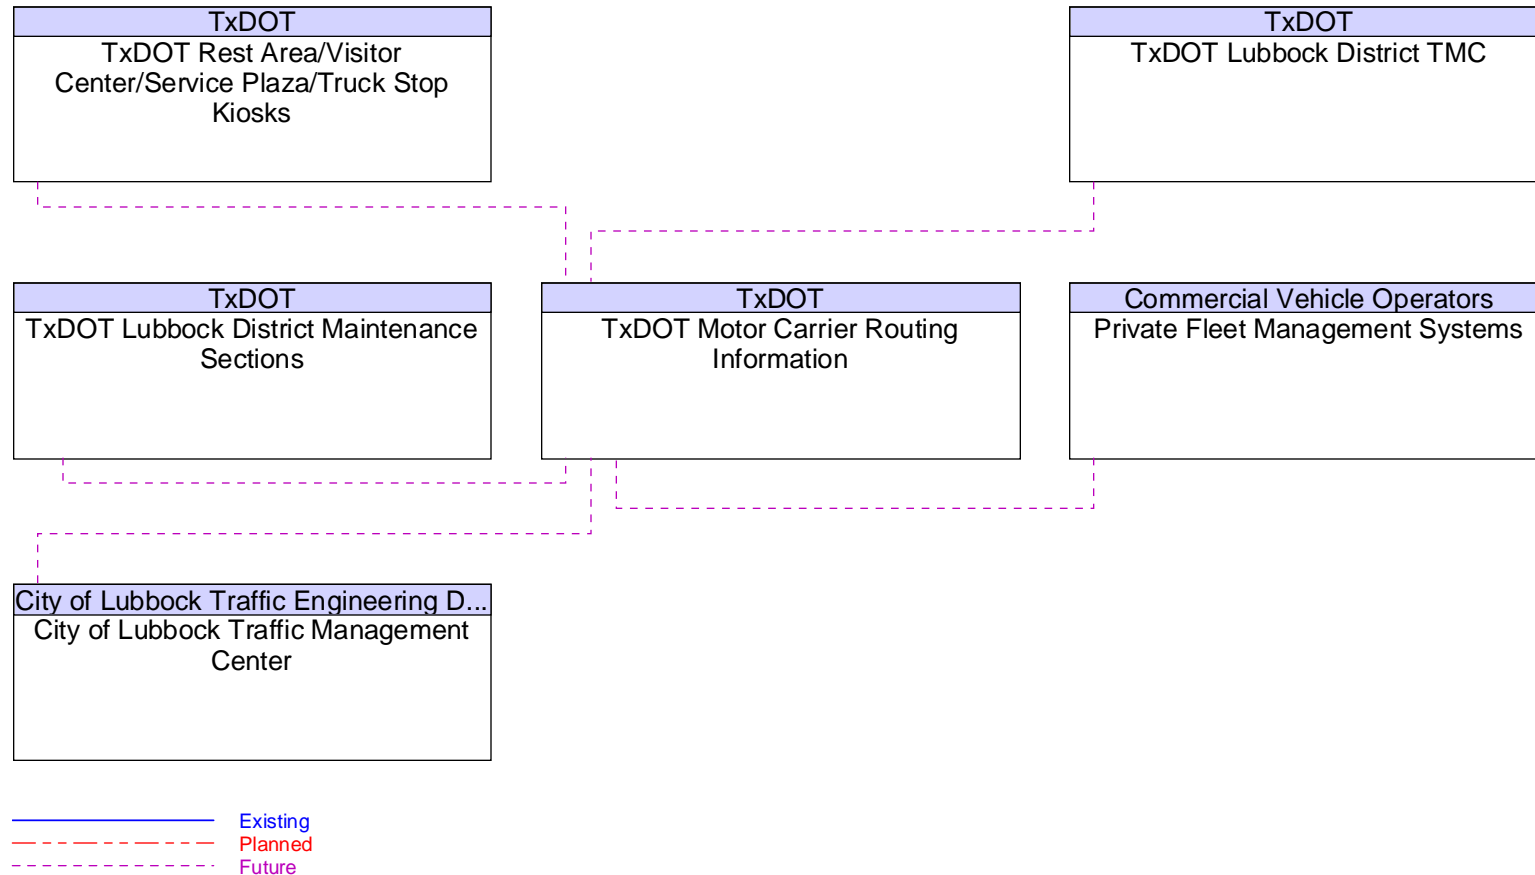 TxDOT
TxDOT Rest Area/Visitor
Center/Service Plaza/Truck Stop
Kiosks
TxDOT
TxDOT Lubbock District TMC
TxDOT
TxDOT Lubbock District Maintenance
Sections
TxDOT
TxDOT Motor Carrier Routing
Information
Commercial Vehicle Operators
Private Fleet Management Systems
City of Lubbock Traffic Engineering D...
City of Lubbock Traffic Management
Center
Existing
Planned
Future